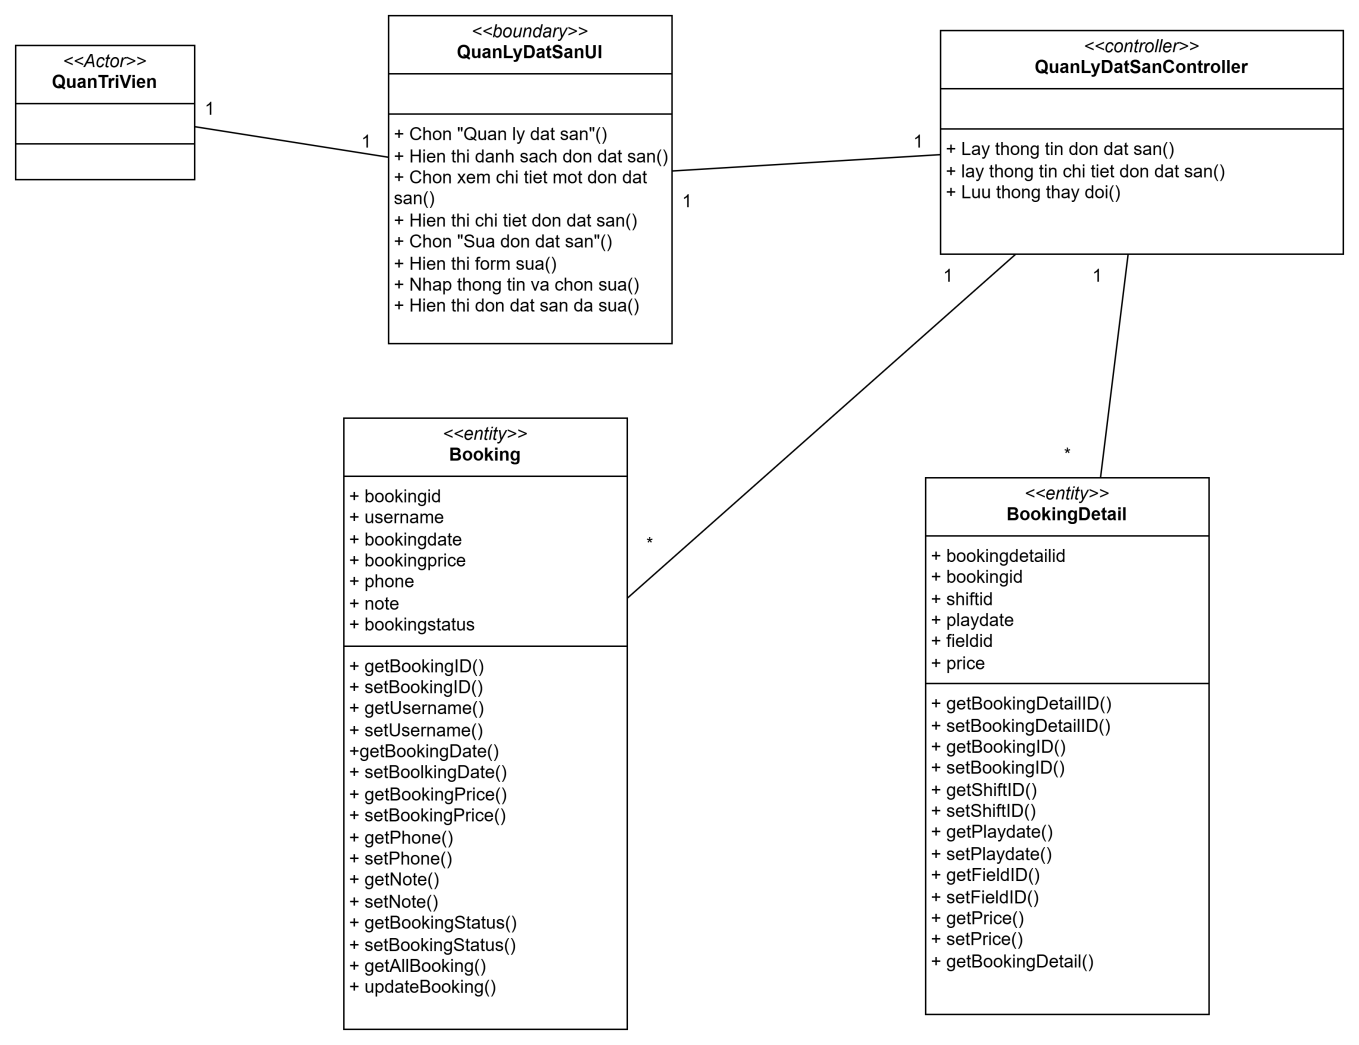 <<Actor>>
QuanTriVien
1
1
<<boundary>>
QuanLyDatSanUI
+ Chon "Quan ly dat san"()
+ Hien thi danh sach don dat san()
+ Chon xem chi tiet mot don dat
san()
+ Hien thi chi tiet don dat san()
+ Chon "Sua don dat san"()
+ Hien thi form sua()
+ Nhap thong tin va chon sua()
+ Hien thi don dat san da sua()
1
1
<<controller>>
QuanLyDatSanController
+ Lay thong tin don dat san()
+ lay thong tin chi tiet don dat san()
+ Luu thong thay doi()
1
1
*
*
<<entity>>
Booking
+ bookingid
+ username
+ bookingdate
+ bookingprice
+ phone
+ note
+ bookingstatus
+ getBookingID()
+ setBookingID()
+ getUsername()
+ setUsername()
+getBookingDate()
+ setBoolkingDate()
+ getBookingPrice()
+ setBookingPrice()
+ getPhone()
+ setPhone()
+ getNote()
+ setNote()
+ getBookingStatus()
+ setBookingStatus()
+ getAllBooking()
+ updateBooking()
<<entity>>
BookingDetail
+ bookingdetailid
+ bookingid
+ shiftid
+ playdate
+ fieldid
+ price
+ getBookingDetailID()
+ setBookingDetailID()
+ getBookingID()
+ setBookingID()
+ getShiftID()
+ setShiftID()
+ getPlaydate()
+ setPlaydate()
+ getFieldID()
+ setFieldID()
+ getPrice()
+ setPrice()
+ getBookingDetail()